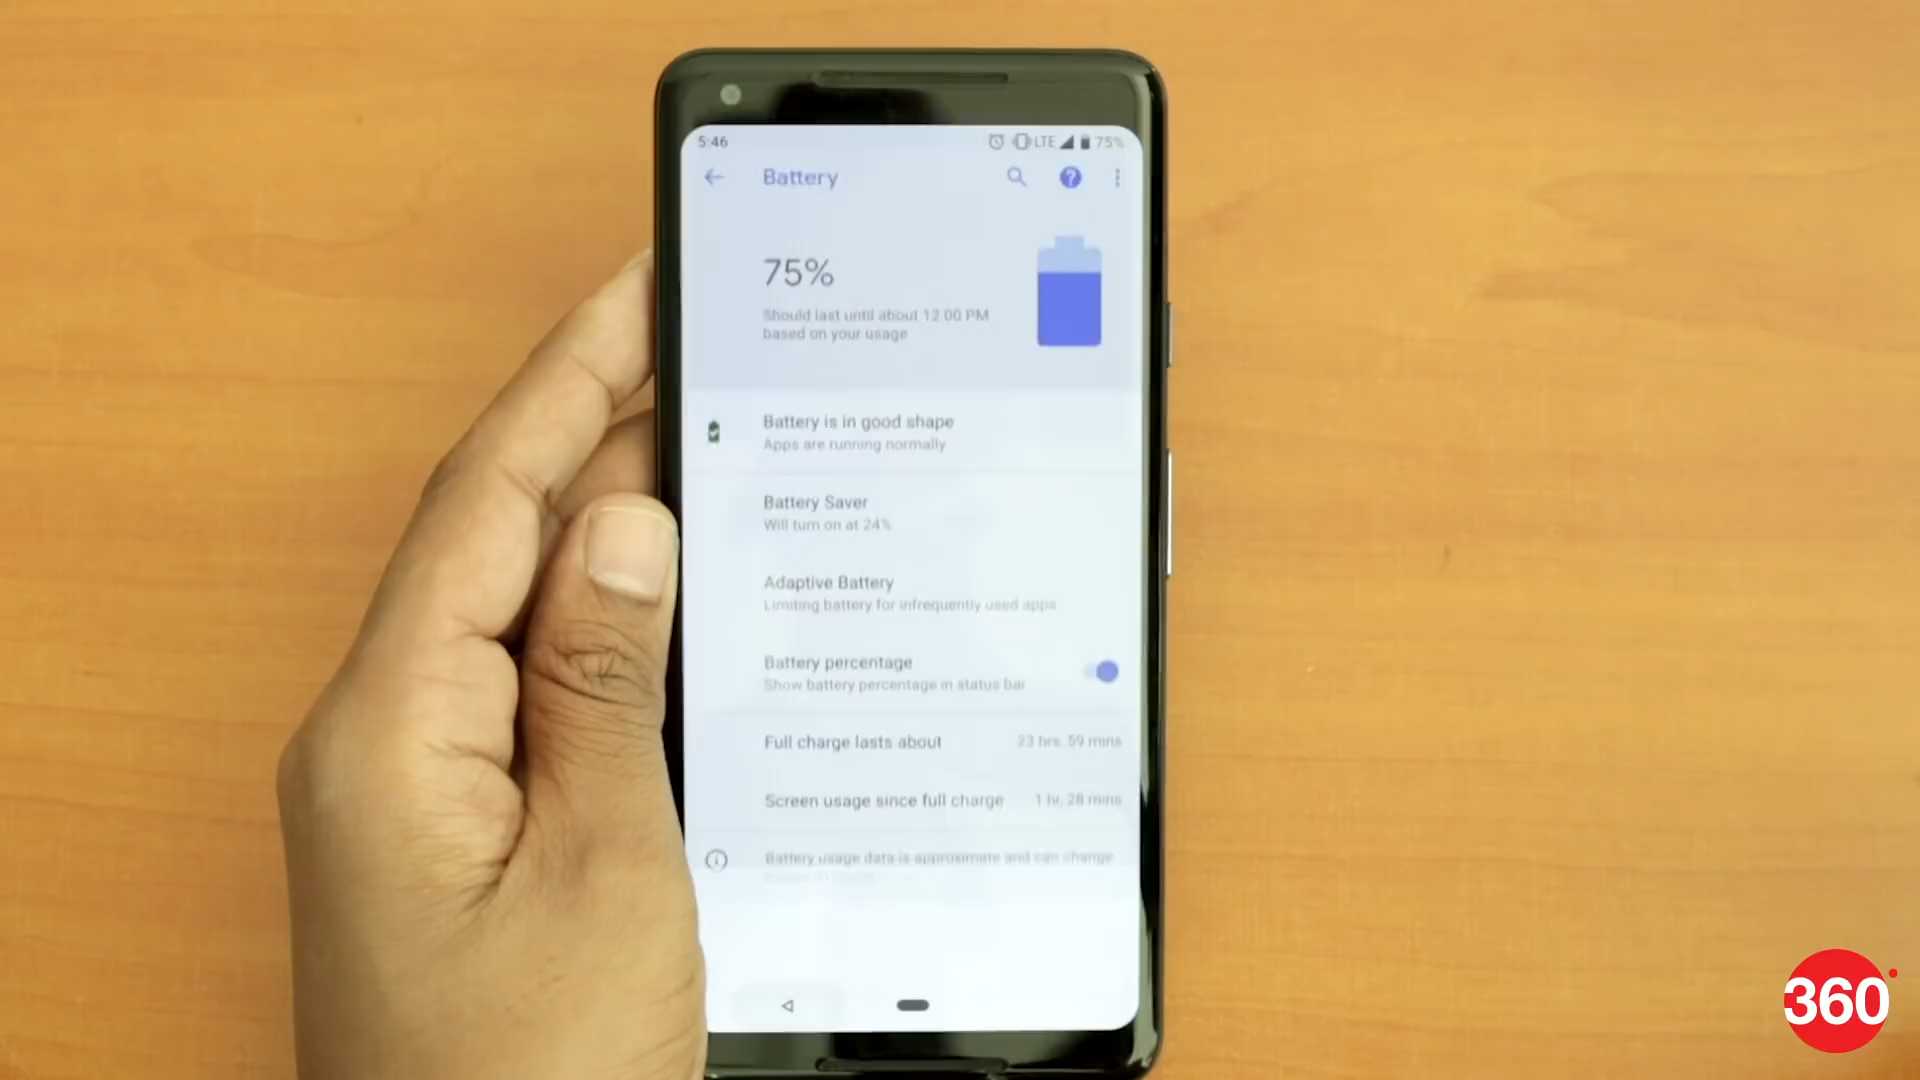 5:46 LTE 75%
Battery
75%
Should last until about 12:00 PM
based on your usage
Battery is in good shape
Apps are running normally
Battery Saver
Will turn on at 24%
Adaptive Battery
Limiting battery for infrequently used apps
Battery percentage
Show battery percentage in status bar
Full charge lasts about 23 hrs, 59 mins
Screen usage since full charge 1 hr, 28 mins
Battery usage data is approximate and can change
360